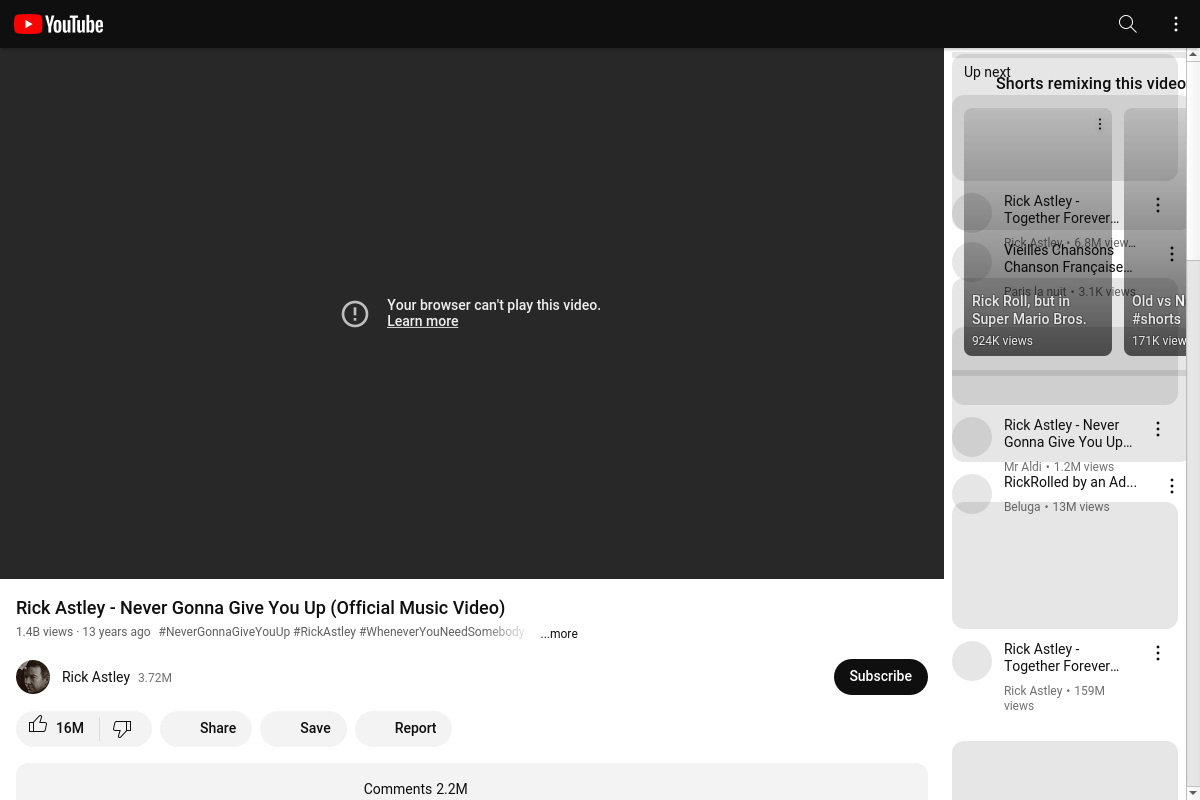 YouTube
Your browser can't play this video.
Learn more
Rick Astley - Never Gonna Give You Up (Official Music Video)
1.4B views · 13 years ago #NeverGonnaGiveYouUp #RickAstley #WheneverYouNeedSomebody ...more
Rick Astley 3.72M
Subscribe
16M
Share
Save
Report
Comments 2.2M
Up next
Shorts remixing this video
Rick Astley -
Together Forever…
Rick Astley • 6.8M view…
Vieilles Chansons
Chanson Française…
Paris la nuit • 3.1K views
Rick Roll, but in
Super Mario Bros.
924K views
Old vs N
#shorts
171K view
Rick Astley - Never
Gonna Give You Up…
Mr Aldi • 1.2M views
RickRolled by an Ad...
Beluga • 13M views
Rick Astley -
Together Forever…
Rick Astley • 159M
views